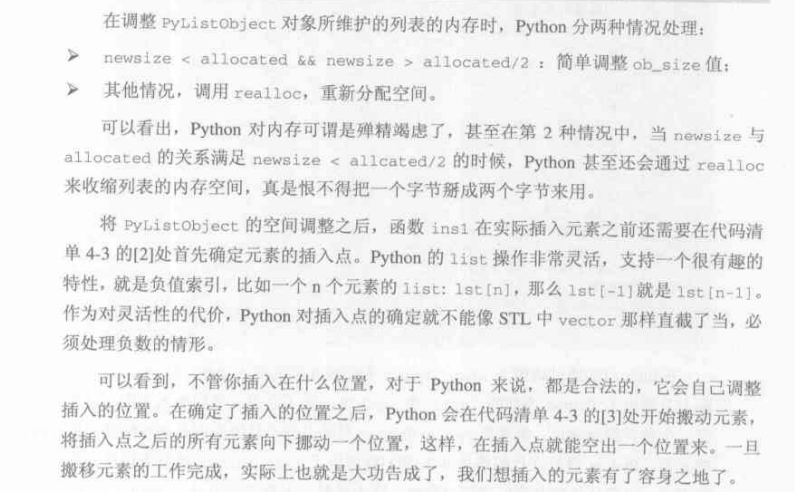 在调整 PyListObject 对象所维护的列表的内存时，Python 分两种情况处理：
➢ newsize < allocated && newsize > allocated/2 ：简单调整 ob_size 值；
➢ 其他情况，调用 realloc，重新分配空间。
可以看出，Python 对内存可谓是殚精竭虑了，甚至在第 2 种情况中，当 newsize 与
allocated 的关系满足 newsize < allcated/2 的时候，Python 甚至还会通过 realloc
来收缩列表的内存空间，真是恨不得把一个字节掰成两个字节来用。
将 PyListObject 的空间调整之后，函数 ins1 在实际插入元素之前还需要在代码清
单 4-3 的[2]处首先确定元素的插入点。Python 的 list 操作非常灵活，支持一个很有趣的
特性，就是负值索引，比如一个 n 个元素的 list: lst[n]，那么 lst[-1]就是 lst[n-1]。
作为对灵活性的代价，Python 对插入点的确定就不能像 STL 中 vector 那样直截了当，必
须处理负数的情形。
可以看到，不管你插入在什么位置，对于 Python 来说，都是合法的，它会自己调整
插入的位置。在确定了插入的位置之后，Python 会在代码清单 4-3 的[3]处开始搬动元素，
将插入点之后的所有元素向下挪动一个位置，这样，在插入点就能空出一个位置来。一旦
搬移元素的工作完成，实际上也就是大功告成了，我们想插入的元素有了容身之地了。